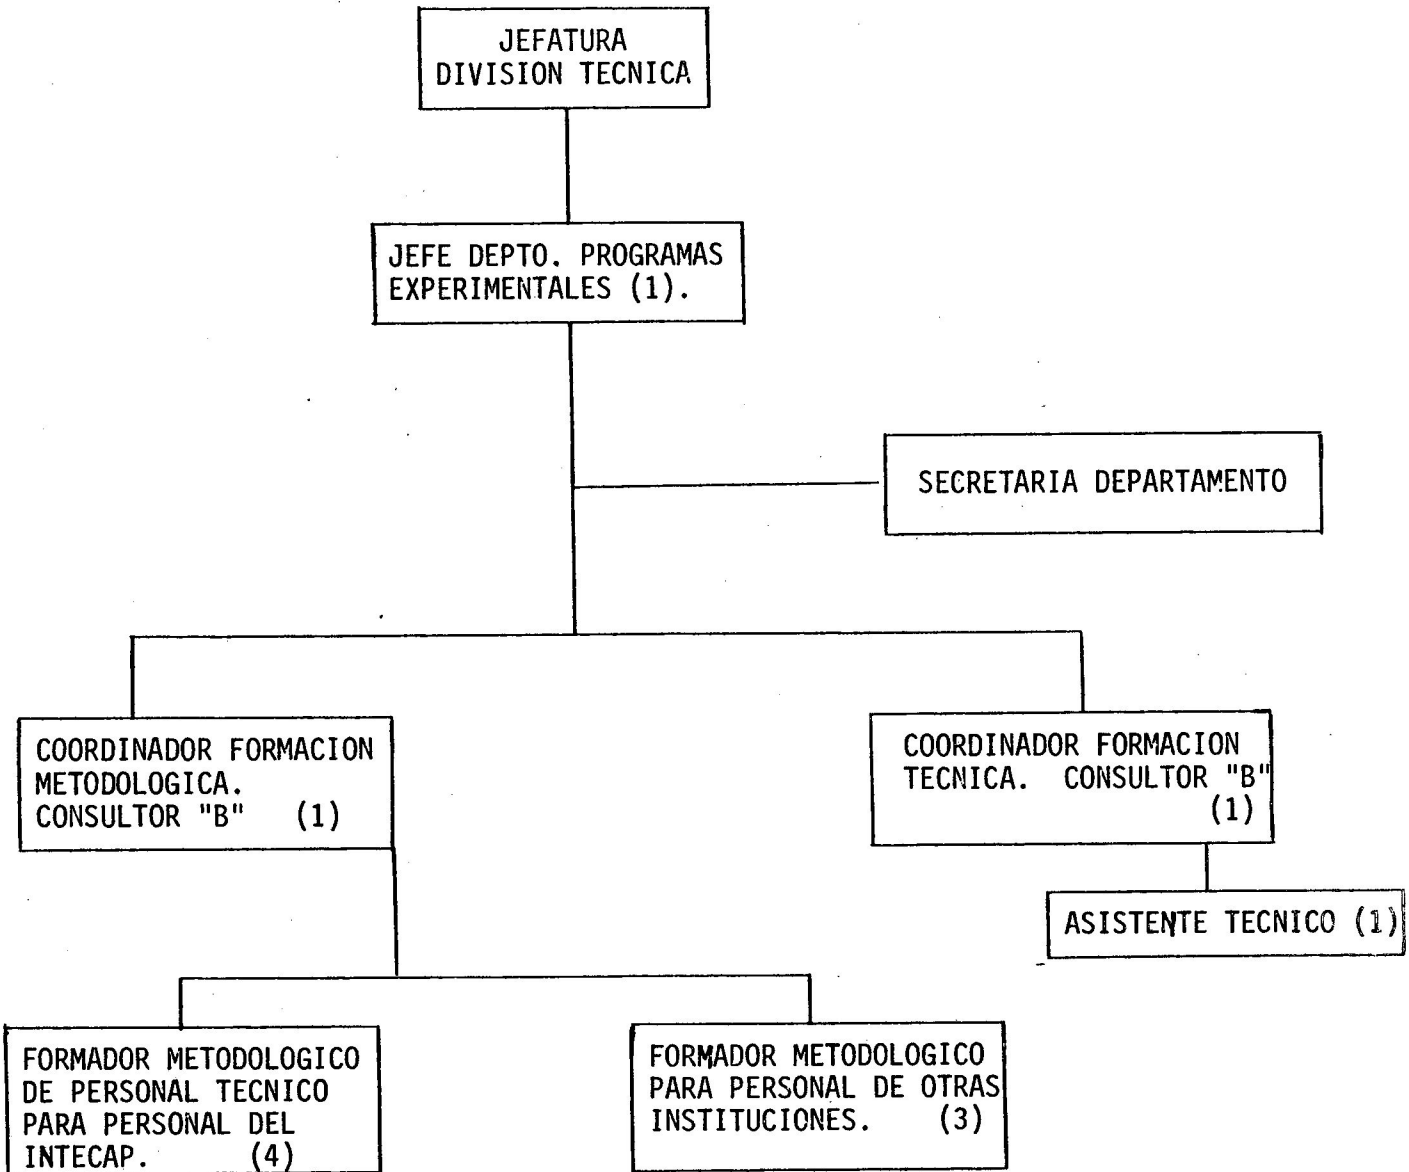 JEFATURA
DIVISION TECNICA
JEFE DEPTO. PROGRAMAS
EXPERIMENTALES (1).
SECRETARIA DEPARTAMENTO
COORDINADOR FORMACION
METODOLOGICA.
CONSULTOR "B" (1)
COORDINADOR FORMACION
TECNICA. CONSULTOR "B"
(1)
ASISTENTE TECNICO (1)
FORMADOR METODOLOGICO
DE PERSONAL TECNICO
PARA PERSONAL DEL
INTECAP. (4)
FORMADOR METODOLOGICO
PARA PERSONAL DE OTRAS
INSTITUCIONES. (3)